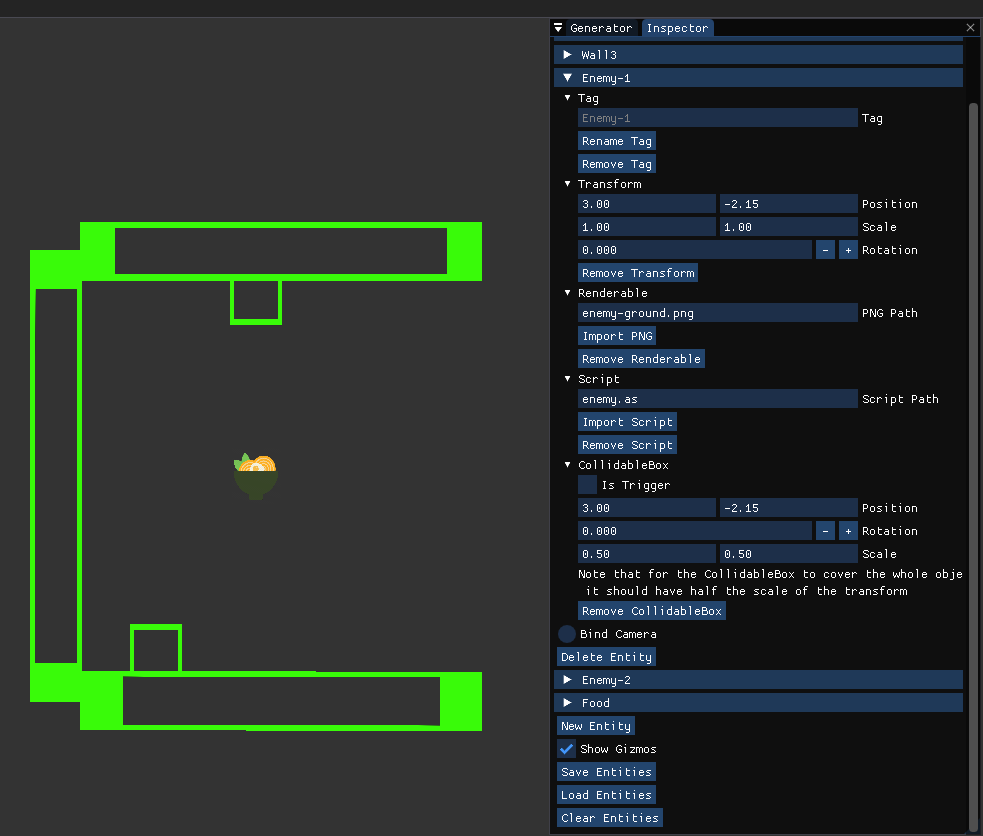 Generator Inspector
Wall3
Enemy-1
Tag
Enemy-1 Tag
Rename Tag
Remove Tag
Transform
3.00 -2.15 Position
1.00 1.00 Scale
0.000 - + Rotation
Remove Transform
Renderable
enemy-ground.png PNG Path
Import PNG
Remove Renderable
Script
enemy.as Script Path
Import Script
Remove Script
CollidableBox
Is Trigger
3.00 -2.15 Position
0.000 - + Rotation
0.50 0.50 Scale
Note that for the CollidableBox to cover the whole obje
it should have half the scale of the transform
Remove CollidableBox
Bind Camera
Delete Entity
Enemy-2
Food
New Entity
Show Gizmos
Save Entities
Load Entities
Clear Entities